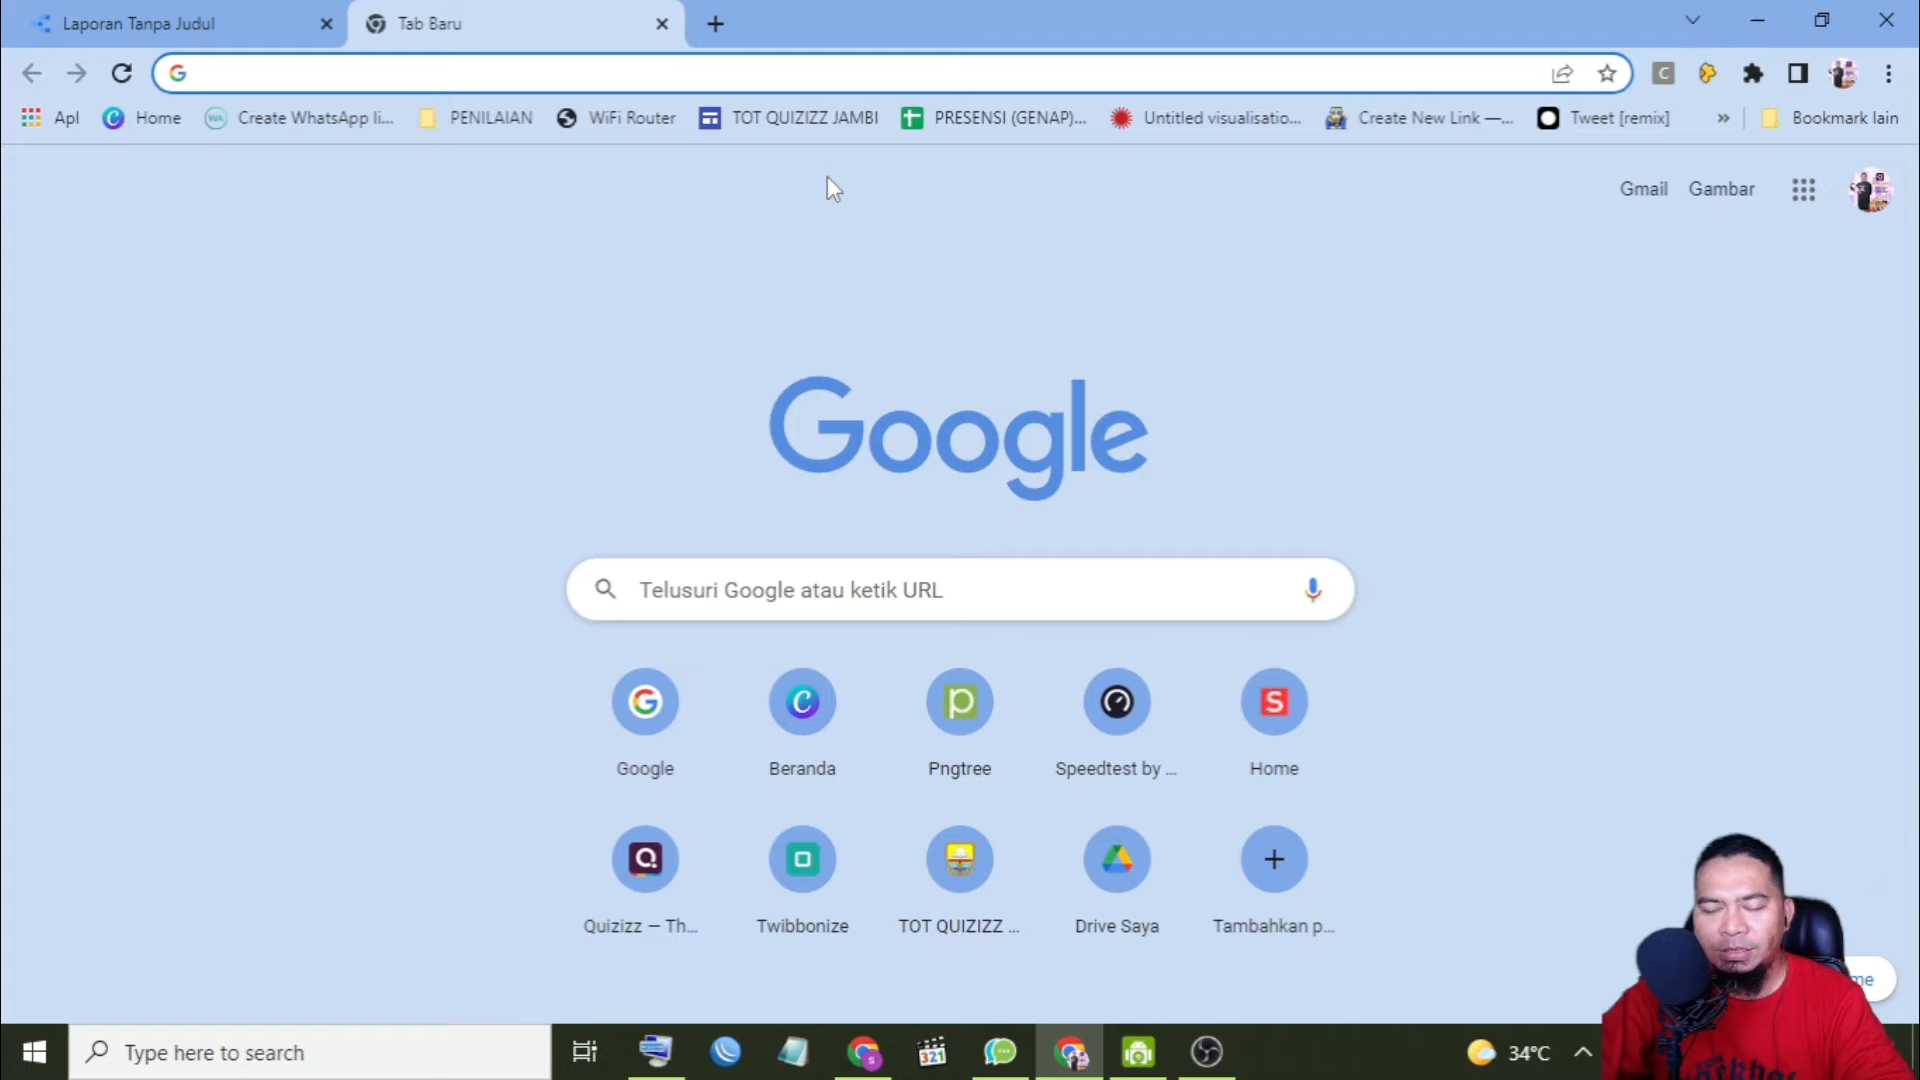 Laporan Tanpa Judul
Tab Baru
Apl
Home
Create WhatsApp li...
PENILAIAN
WiFi Router
TOT QUIZIZZ JAMBI
PRESENSI (GENAP)...
Untitled visualisatio...
Create New Link —...
Tweet [remix]
»
Bookmark lain
Gmail
Gambar
Google
Telusuri Google atau ketik URL
Google
Beranda
Pngtree
Speedtest by ...
Home
Quizizz – Th...
Twibbonize
TOT QUIZIZZ ...
Drive Saya
Tambahkan p...
Type here to search
321
34°C